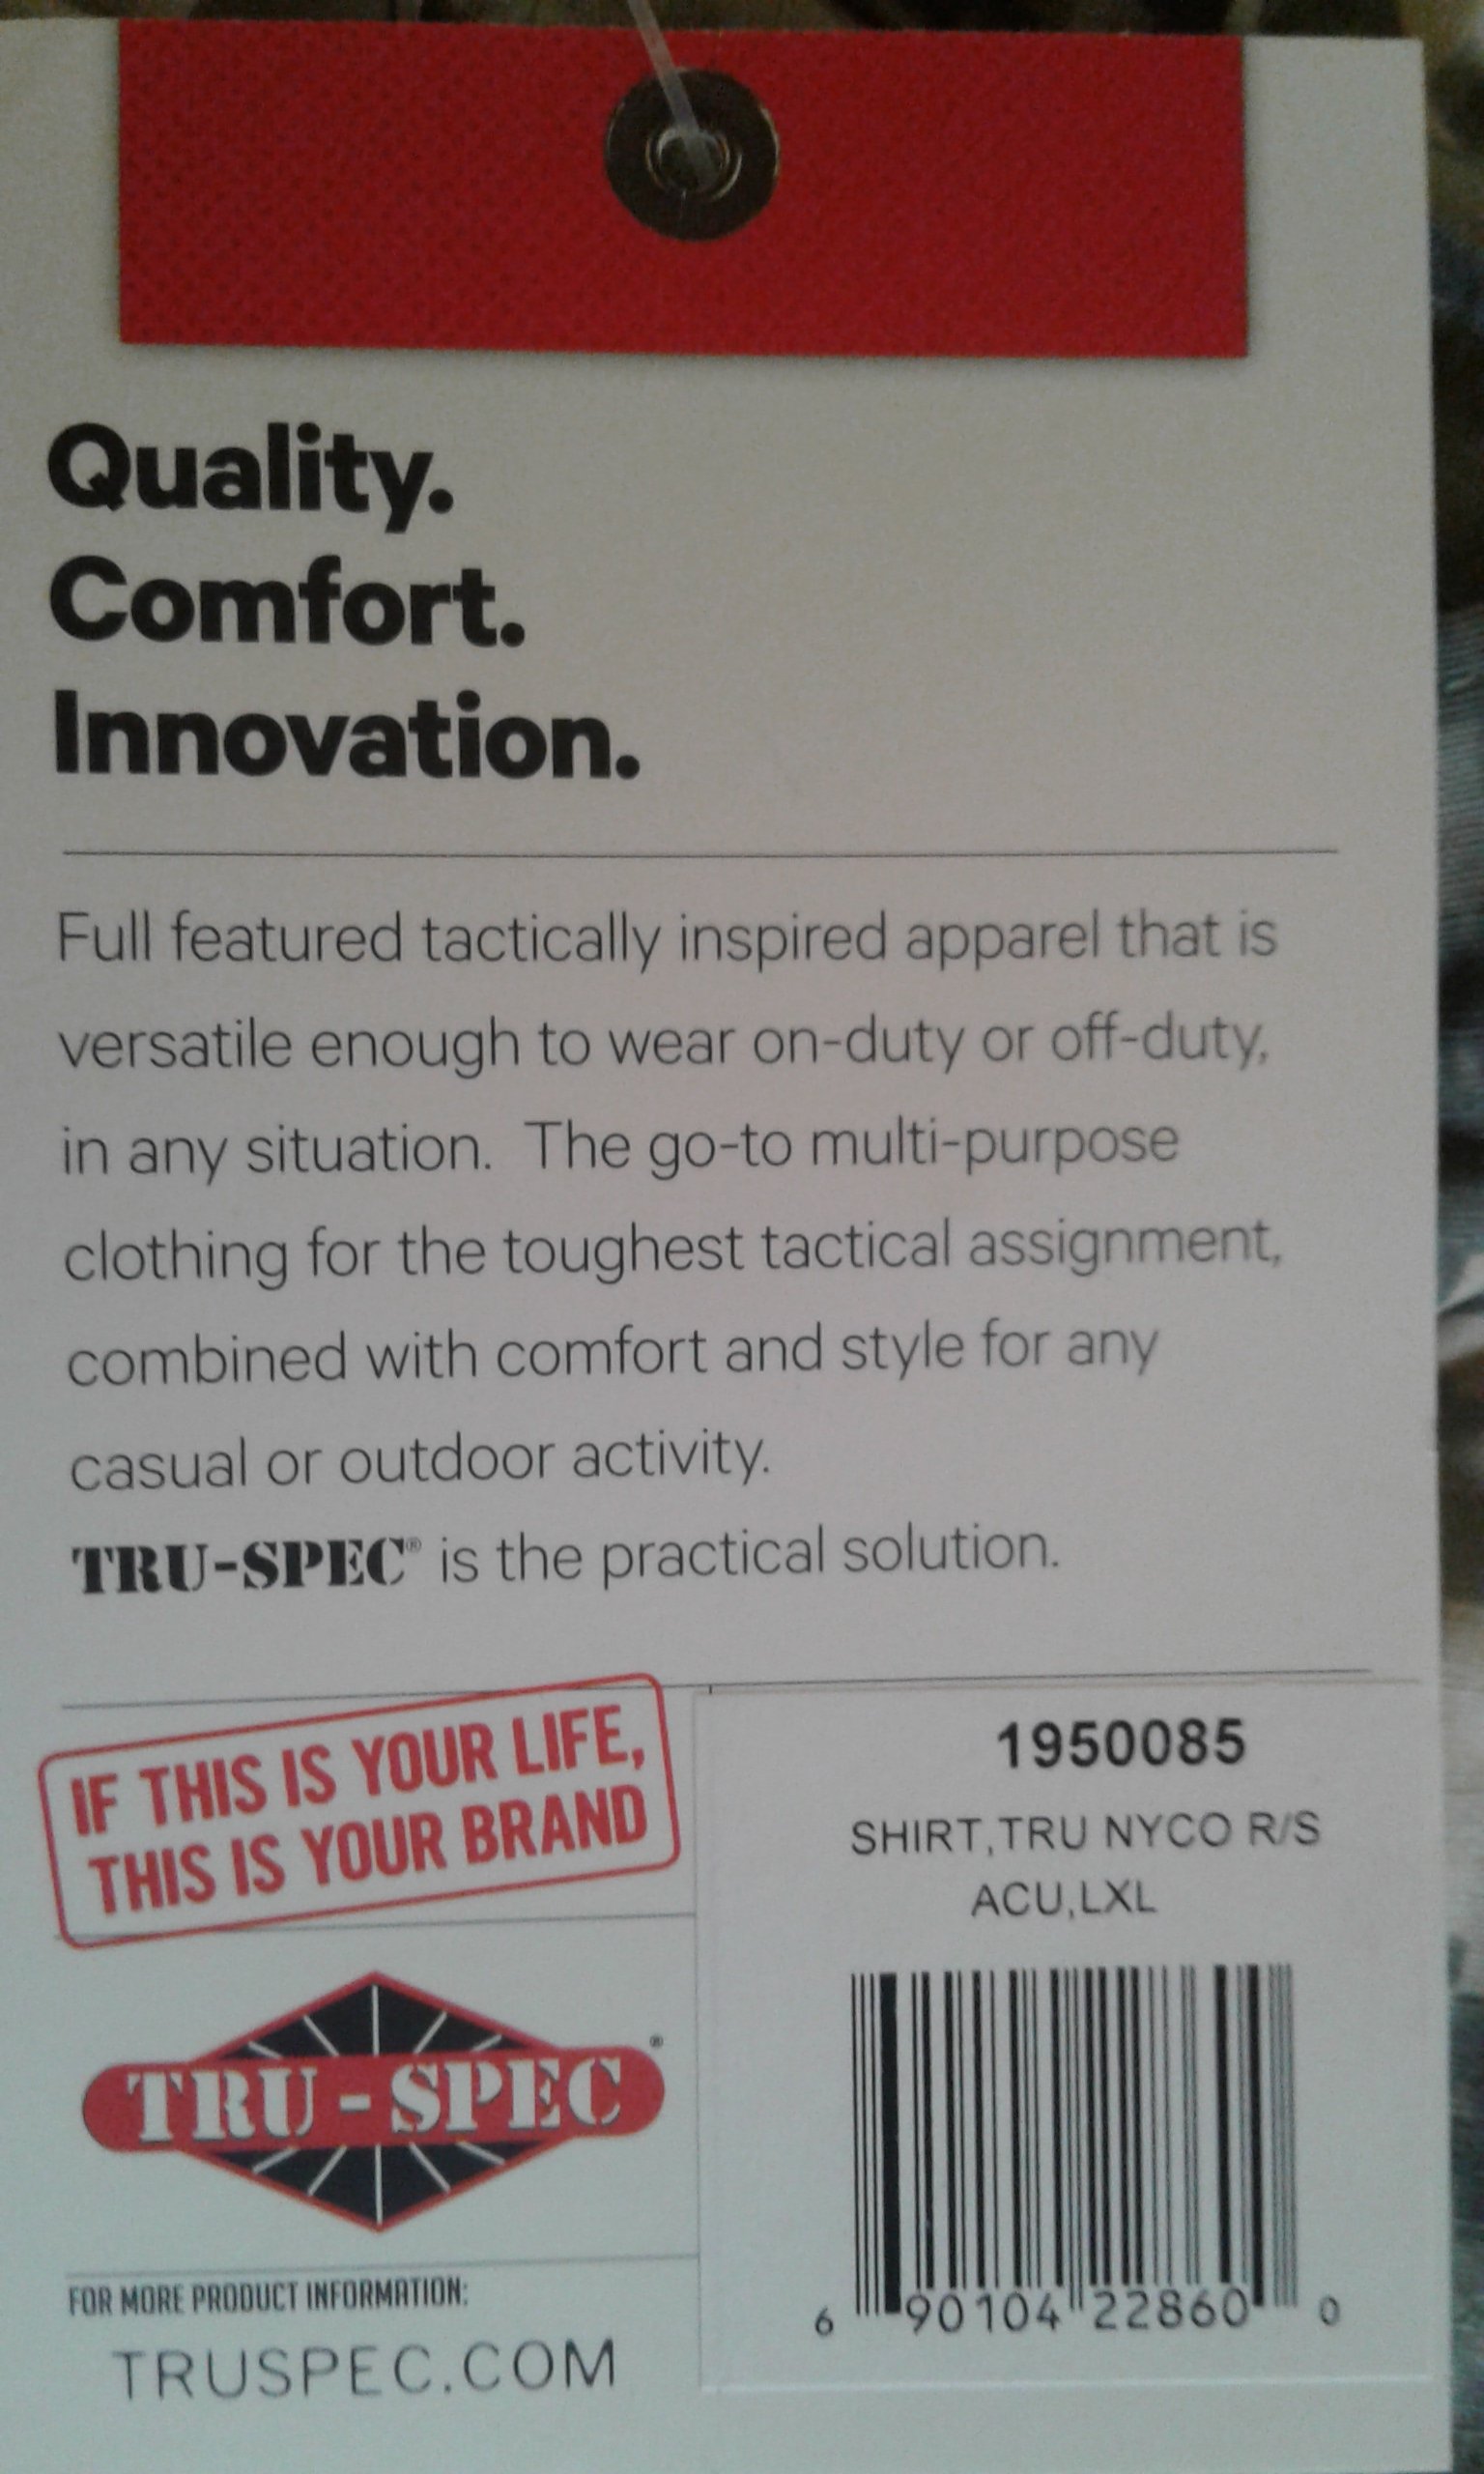 Quality.
Comfort.
Innovation.
Full featured tactically inspired apparel that is
versatile enough to wear on-duty or off-duty,
in any situation. The go-to multi-purpose
clothing for the toughest tactical assignment,
combined with comfort and style for any
casual or outdoor activity.
TRU-SPEC® is the practical solution.
IF THIS IS YOUR LIFE,
THIS IS YOUR BRAND
TRU-SPEC®
FOR MORE PRODUCT INFORMATION:
TRUSPEC.COM
1950085
SHIRT,TRU NYCO R/S
ACU,LXL
6 90104 22860 0